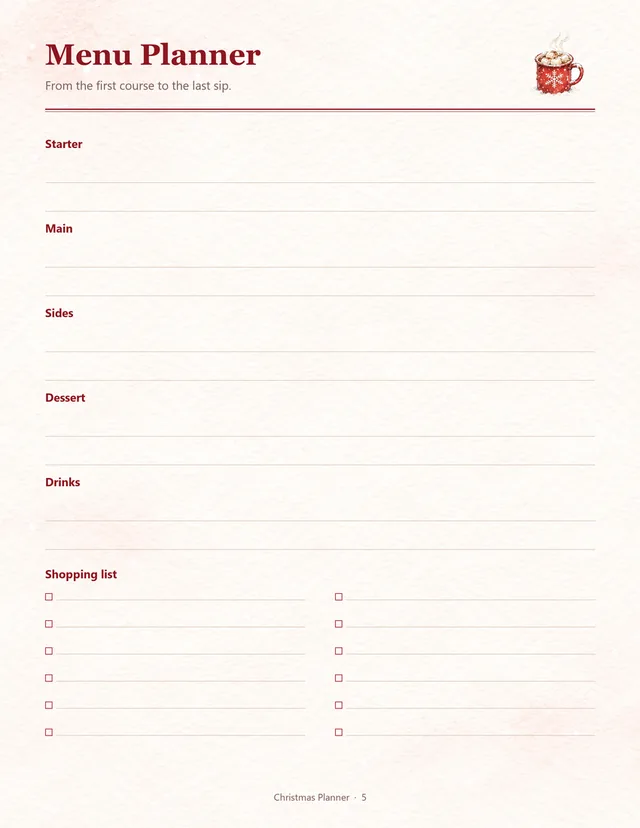 Menu Planner
From the first course to the last sip.
Starter
Main
Sides
Dessert
Drinks
Shopping list
Christmas Planner · 5